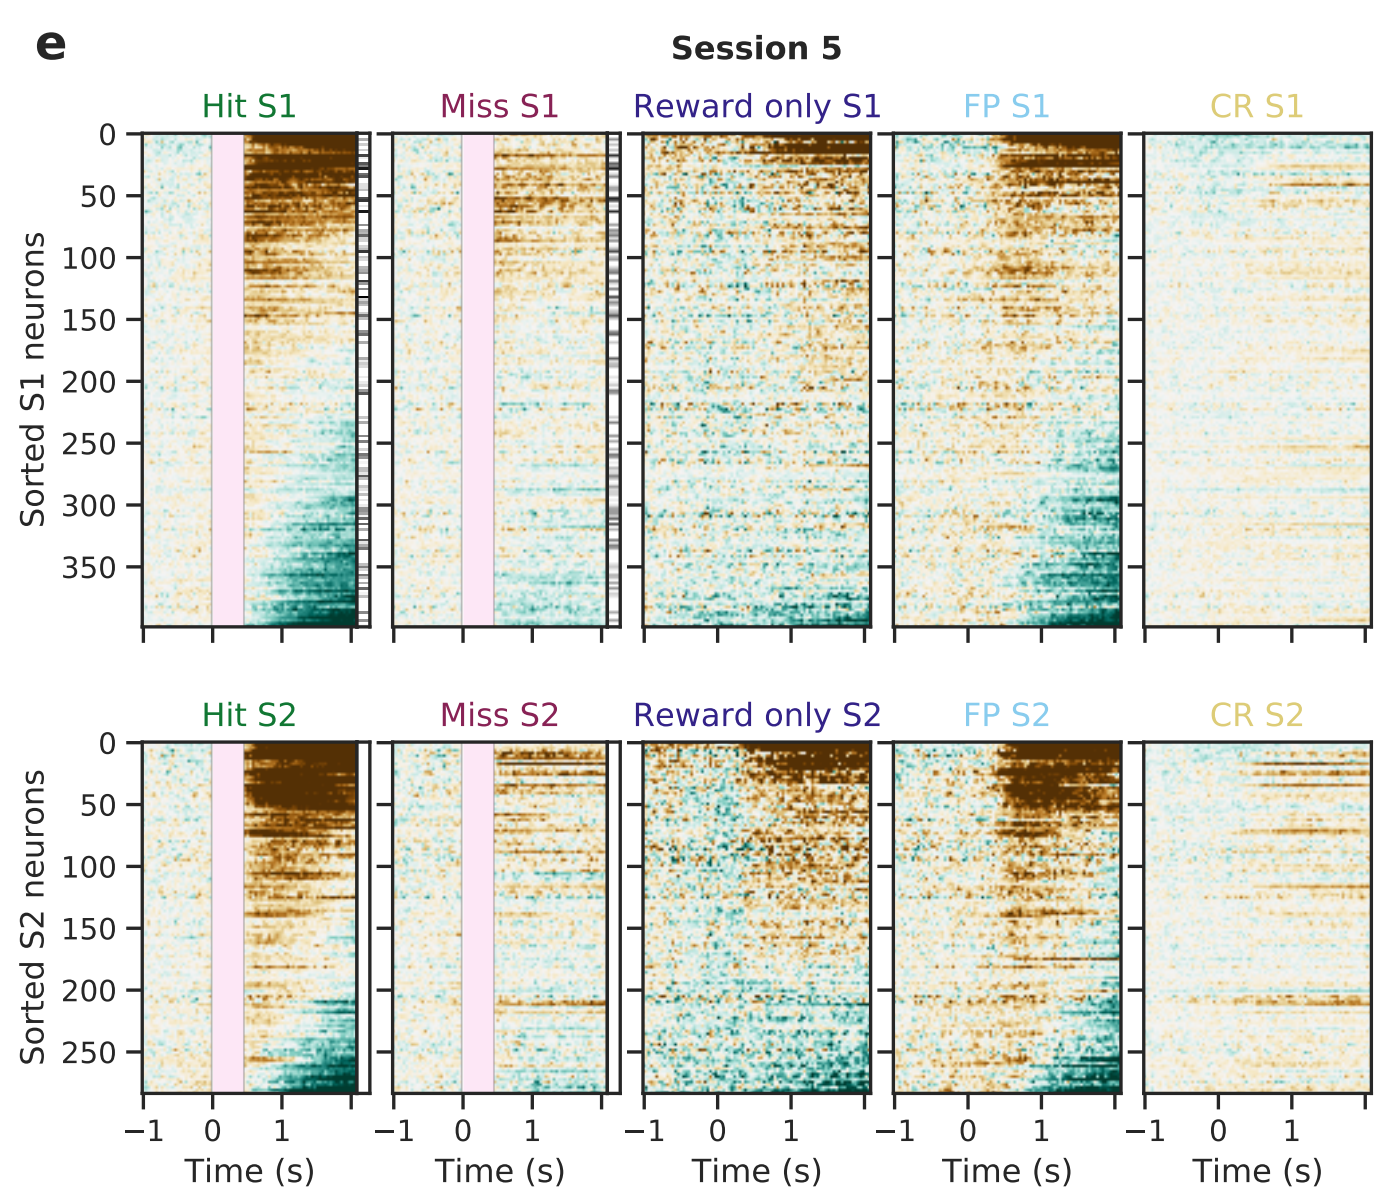 e
Session 5
Hit S1 Miss S1 Reward only S1 FP S1 CR S1
Sorted S1 neurons
0
50
100
150
200
250
300
350
Hit S2 Miss S2 Reward only S2 FP S2 CR S2
Sorted S2 neurons
0
50
100
150
200
250
−1 0 1 −1 0 1 −1 0 1 −1 0 1 −1 0 1
Time (s) Time (s) Time (s) Time (s) Time (s)